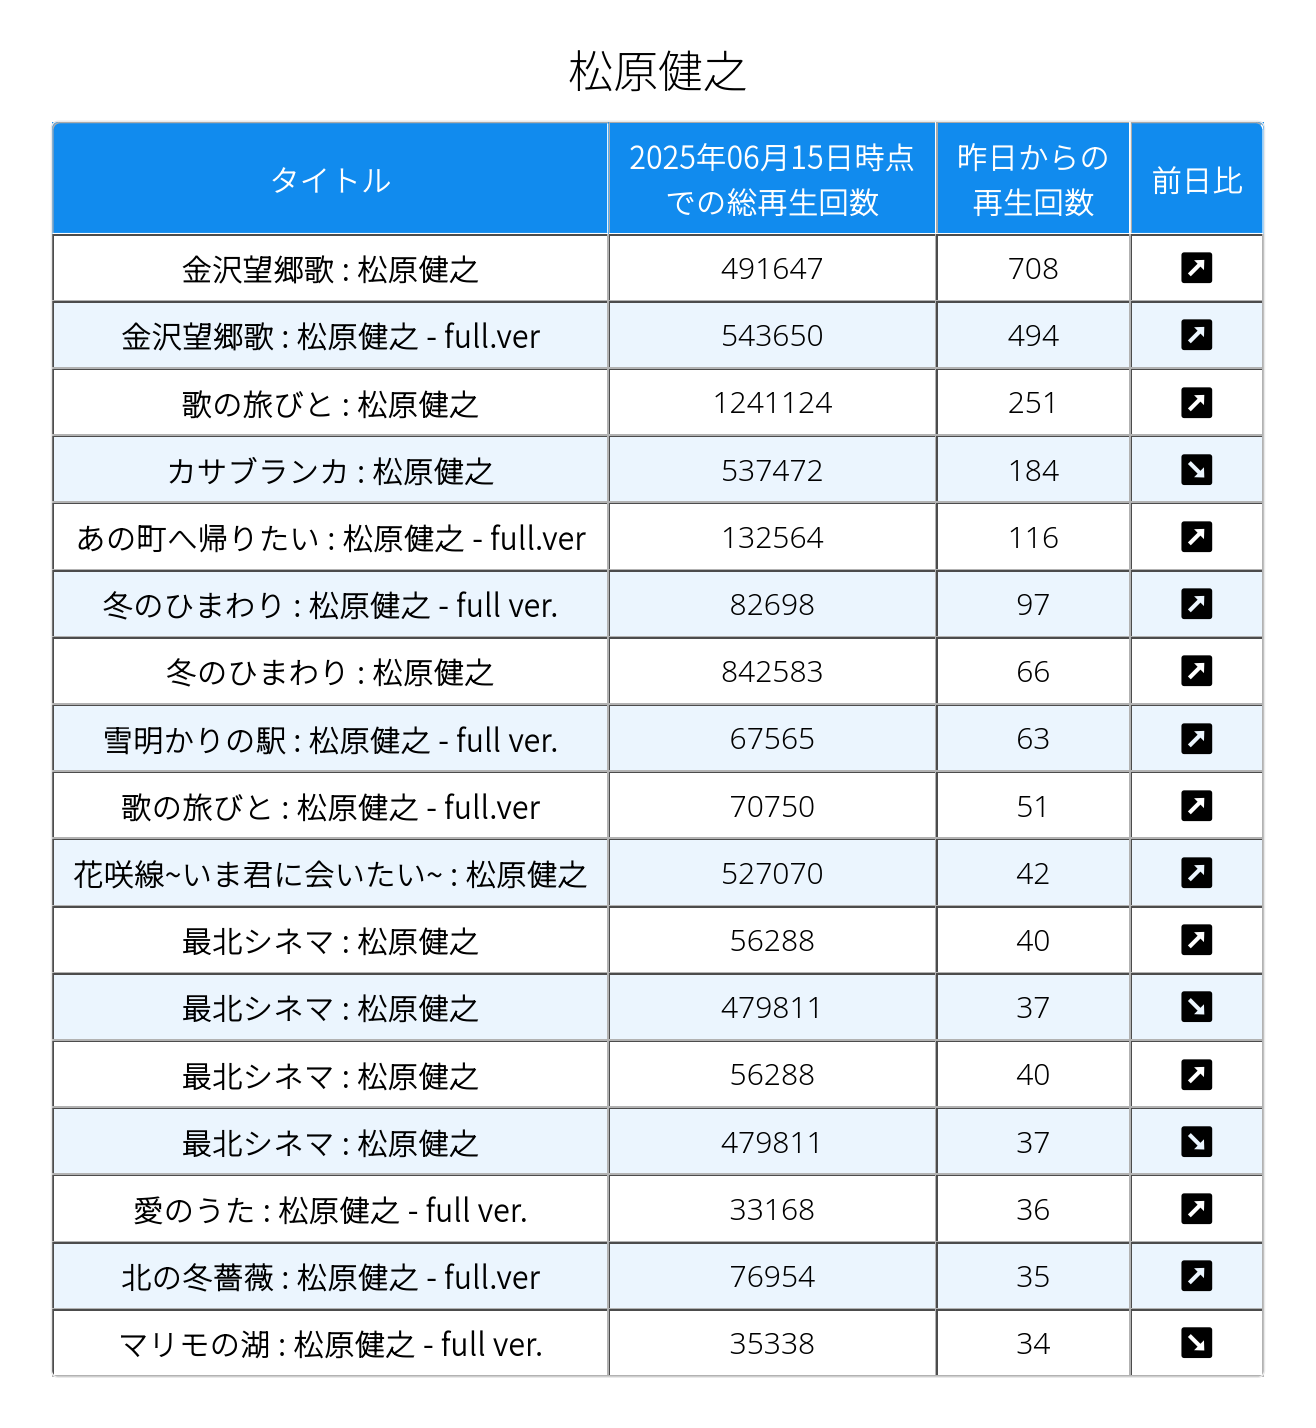 松原健之
タイトル 2025年06月15日時点での総再生回数 昨日からの再生回数 前日比
金沢望郷歌 : 松原健之 491647 708 ↗
金沢望郷歌 : 松原健之 - full.ver 543650 494 ↗
歌の旅びと : 松原健之 1241124 251 ↗
カサブランカ : 松原健之 537472 184 ↘
あの町へ帰りたい : 松原健之 - full.ver 132564 116 ↗
冬のひまわり : 松原健之 - full ver. 82698 97 ↗
冬のひまわり : 松原健之 842583 66 ↗
雪明かりの駅 : 松原健之 - full ver. 67565 63 ↗
歌の旅びと : 松原健之 - full.ver 70750 51 ↗
花咲線~いま君に会いたい~ : 松原健之 527070 42 ↗
最北シネマ : 松原健之 56288 40 ↗
最北シネマ : 松原健之 479811 37 ↘
最北シネマ : 松原健之 56288 40 ↗
最北シネマ : 松原健之 479811 37 ↘
愛のうた : 松原健之 - full ver. 33168 36 ↗
北の冬薔薇 : 松原健之 - full.ver 76954 35 ↗
マリモの湖 : 松原健之 - full ver. 35338 34 ↘